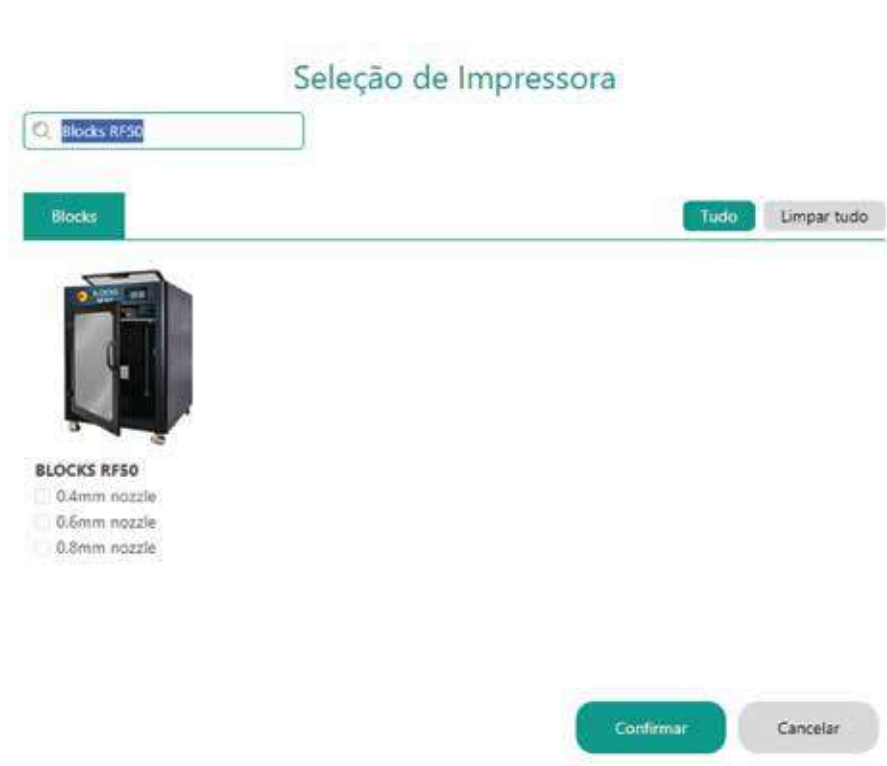 Seleção de Impressora
Blocks RF50
Blocks
Tudo
Limpar tudo
BLOCKS RF50
0.4mm nozzle
0.6mm nozzle
0.8mm nozzle
Confirmar
Cancelar